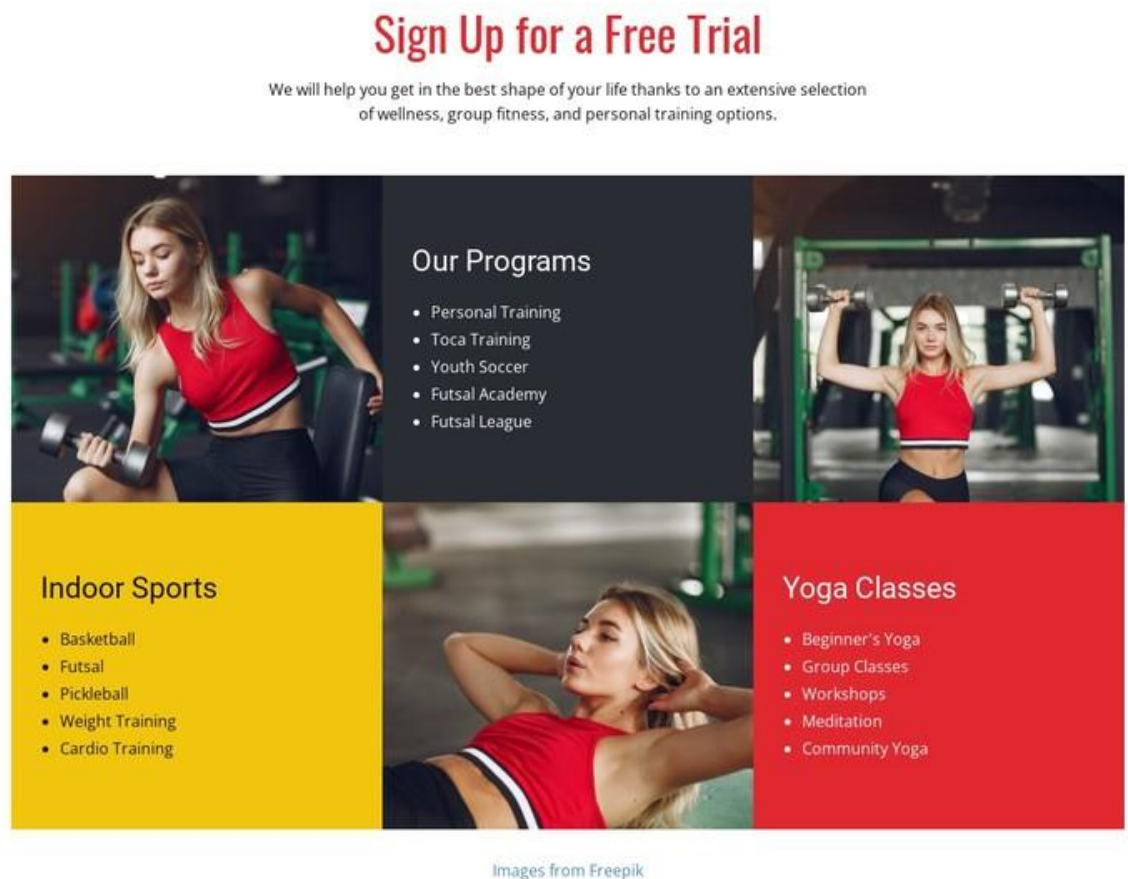 Sign Up for a Free Trial
We will help you get in the best shape of your life thanks to an extensive selection
of wellness, group fitness, and personal training options.
Our Programs
Personal Training
Toca Training
Youth Soccer
Futsal Academy
Futsal League
Indoor Sports
Basketball
Futsal
Pickleball
Weight Training
Cardio Training
Yoga Classes
Beginner's Yoga
Group Classes
Workshops
Meditation
Community Yoga
Images from Freepik